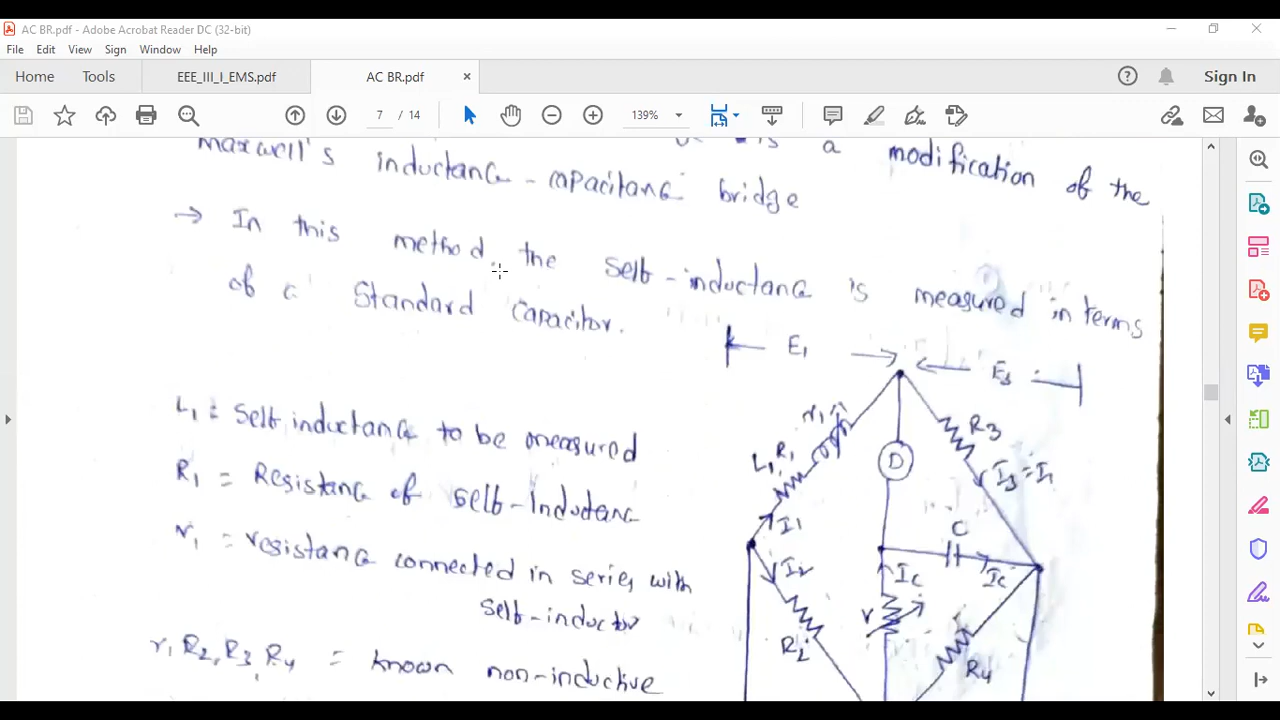 AC BR.pdf - Adobe Acrobat Reader DC (32-bit)
File Edit View Sign Window Help
Home Tools EEE_III_I_EMS.pdf AC BR.pdf × Sign In
7 / 14 139%
is a modification of the
maxwell's inductance - capacitance bridge
→ In this method, the self-inductance is measured in terms
of a Standard capacitor.
E1 E3
L1 = Self inductance to be measured
R1 = Resistance of self-Inductance
r1 = resistance connected in series with
self-inductor
r, R2, R3 R4 = known non-inductive
L1 R1 r1
D
R3
I3 = I1
I1
C
I2
Ic
Ic
r
R2
R4